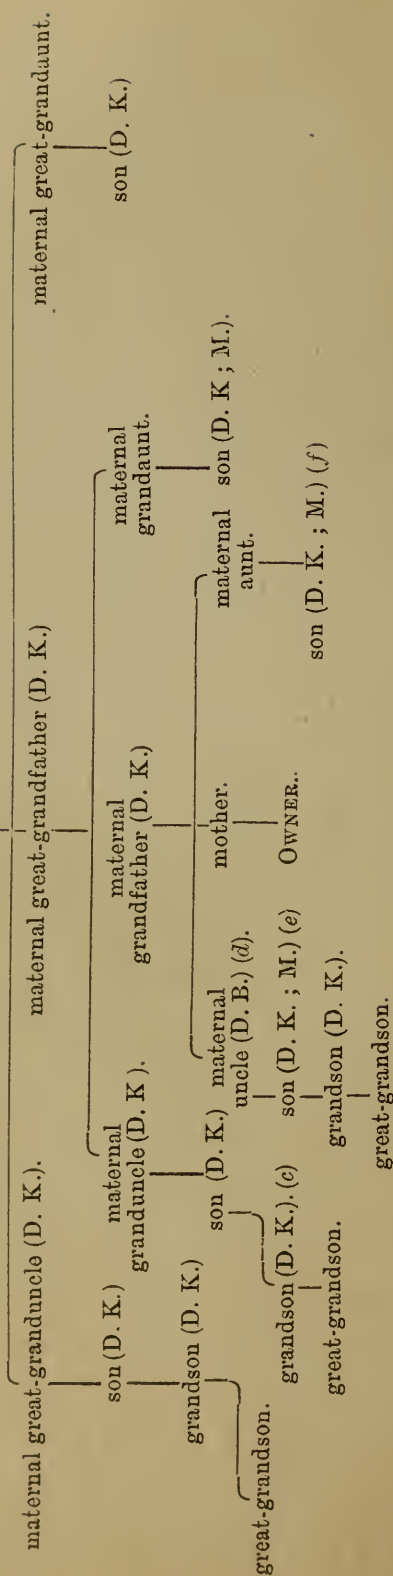 maternal great-granduncle (D. K.).
maternal great-grandfather (D. K.)
maternal great-grandaunt.
son (D. K.)
maternal
granduncle (D. K ).
maternal
grandfather (D. K.)
maternal
grandaunt.
son (D. K.)
grandson (D. K.)
son (D. K.)
maternal
uncle (D. B.) (d).
mother.
maternal
aunt.
son (D. K ; M.).
great-grandson.
grandson (D. K.). (c)
son (D. K. ; M.) (e)
OWNER..
son (D. K. ; M.) (f)
great-grandson.
grandson (D. K.).
great-grandson.